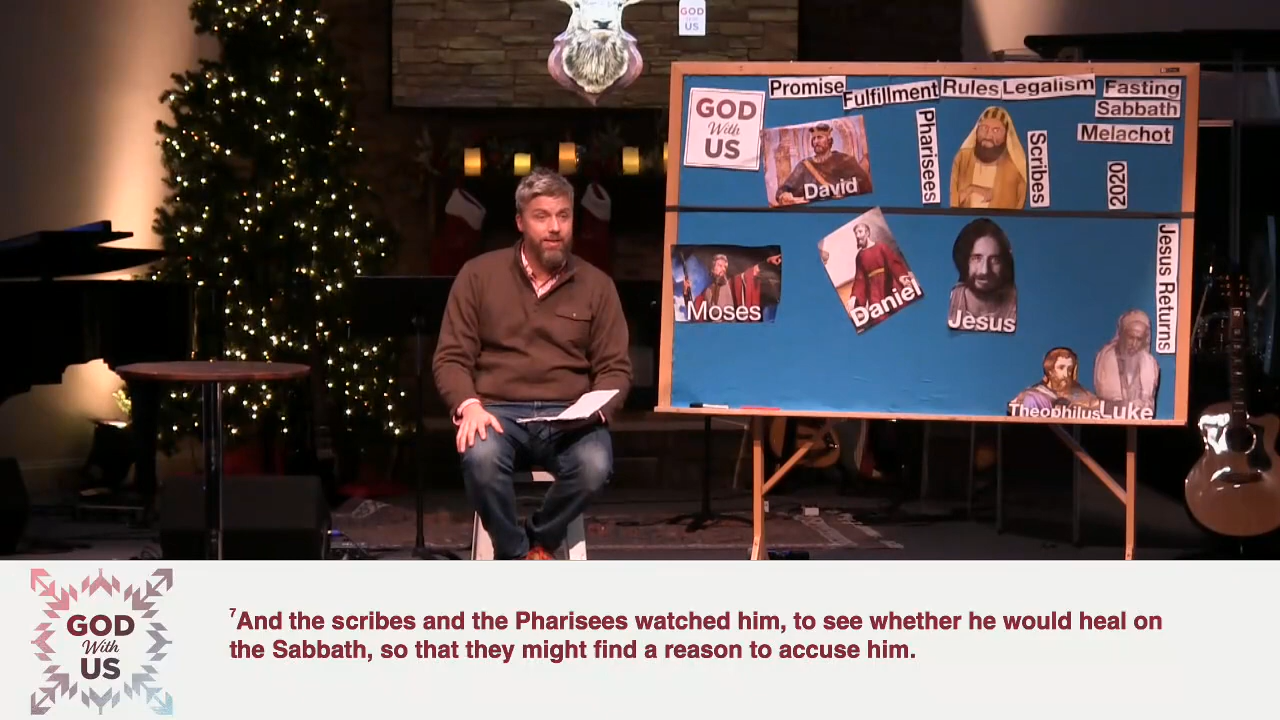 GOD
US
Promise
Fulfillment
Rules
Legalism
Fasting
Sabbath
Melachot
2020
GOD
With
US
David
Pharisees
Scribes
Moses
Daniel
Jesus
Jesus Returns
Theophilus
Luke
GOD
With
US
7And the scribes and the Pharisees watched him, to see whether he would heal on
the Sabbath, so that they might find a reason to accuse him.